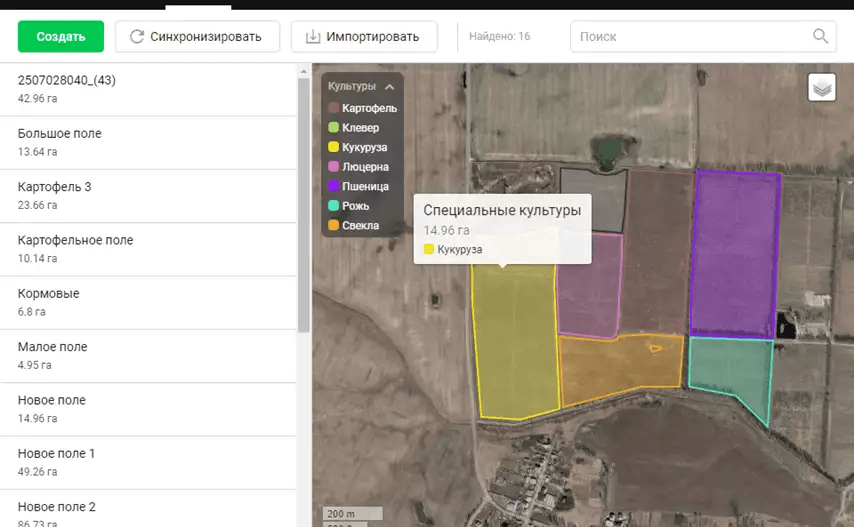 Создать
Синхронизировать
Импортировать
Найдено: 16
Поиск
2507028040_(43)
42.96 га
Большое поле
13.64 га
Картофель 3
23.66 га
Картофельное поле
10.14 га
Кормовые
6.8 га
Малое поле
4.95 га
Новое поле
14.96 га
Новое поле 1
49.26 га
Новое поле 2
86.73 га
Культуры
Картофель
Клевер
Кукуруза
Люцерна
Пшеница
Рожь
Свекла
Специальные культуры
14.96 га
Кукуруза
200 m